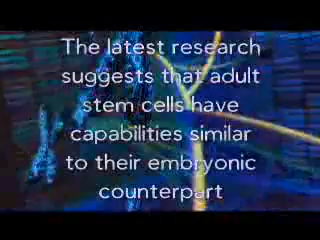 The latest research
suggests that adult
stem cells have
capabilities similar
to their embryonic
counterpart